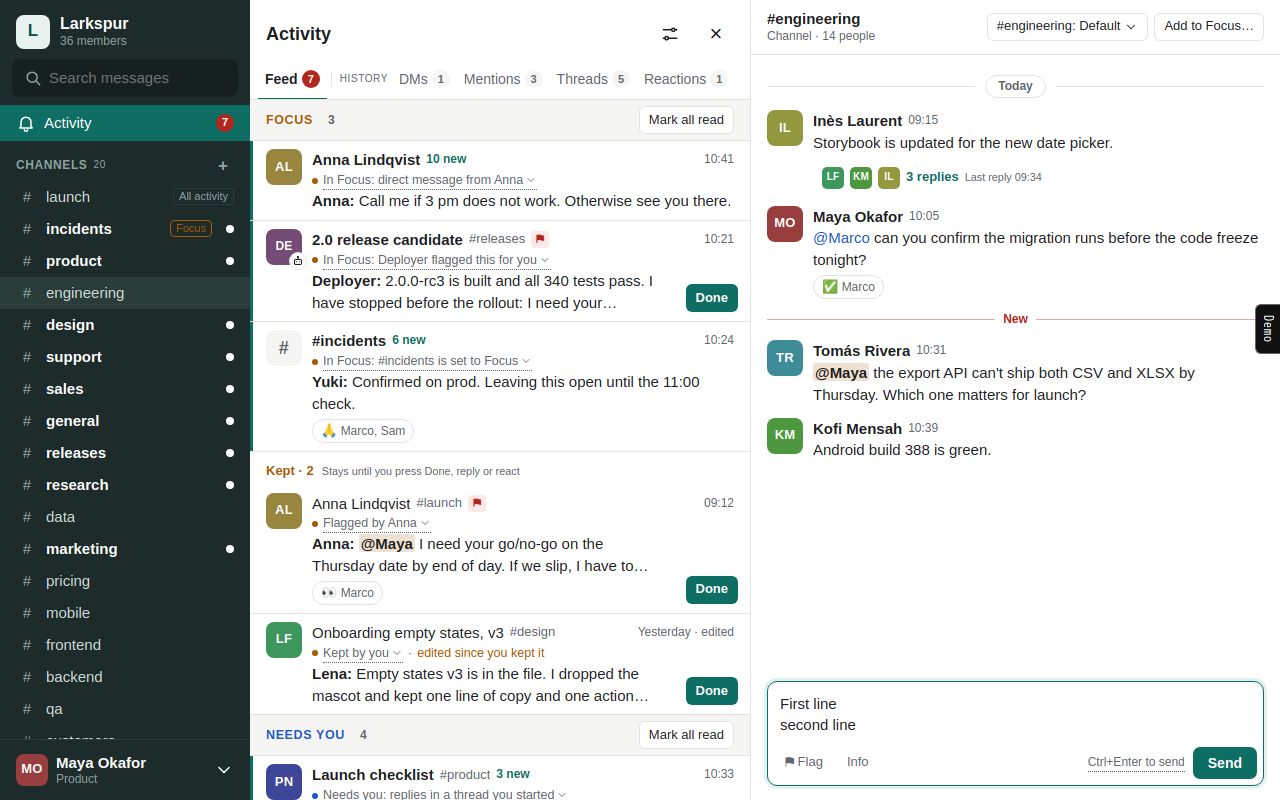 L
Larkspur
36 members
Search messages
Activity
7
CHANNELS 20
+
# launch All activity
# incidents Focus
# product
# engineering
# design
# support
# sales
# general
# releases
# research
# data
# marketing
# pricing
# mobile
# frontend
# backend
# qa
# customers
MO
Maya Okafor
Product
Activity
Feed 7 HISTORY DMs 1 Mentions 3 Threads 5 Reactions 1
FOCUS 3 Mark all read
AL
Anna Lindqvist 10 new 10:41
In Focus: direct message from Anna
Anna: Call me if 3 pm does not work. Otherwise see you there.
DE
2.0 release candidate #releases 10:21
In Focus: Deployer flagged this for you
Deployer: 2.0.0-rc3 is built and all 340 tests pass. I
have stopped before the rollout: I need your…
Done
#
#incidents 6 new 10:24
In Focus: #incidents is set to Focus
Yuki: Confirmed on prod. Leaving this open until the 11:00
check.
🙏 Marco, Sam
Kept · 2 Stays until you press Done, reply or react
AL
Anna Lindqvist #launch 09:12
Flagged by Anna
Anna: @Maya I need your go/no-go on the
Thursday date by end of day. If we slip, I have to…
👀 Marco
Done
LF
Onboarding empty states, v3 #design Yesterday · edited
Kept by you · edited since you kept it
Lena: Empty states v3 is in the file. I dropped the
mascot and kept one line of copy and one action…
Done
NEEDS YOU 4 Mark all read
PN
Launch checklist #product 3 new 10:33
Needs you: replies in a thread you started
#engineering
Channel · 14 people
#engineering: Default
Add to Focus…
Today
IL
Inès Laurent 09:15
Storybook is updated for the new date picker.
LF KM IL 3 replies Last reply 09:34
MO
Maya Okafor 10:05
@Marco can you confirm the migration runs before the code freeze
tonight?
✅ Marco
New
TR
Tomás Rivera 10:31
@Maya the export API can't ship both CSV and XLSX by
Thursday. Which one matters for launch?
KM
Kofi Mensah 10:39
Android build 388 is green.
Demo
First line
second line
Flag Info Ctrl+Enter to send Send